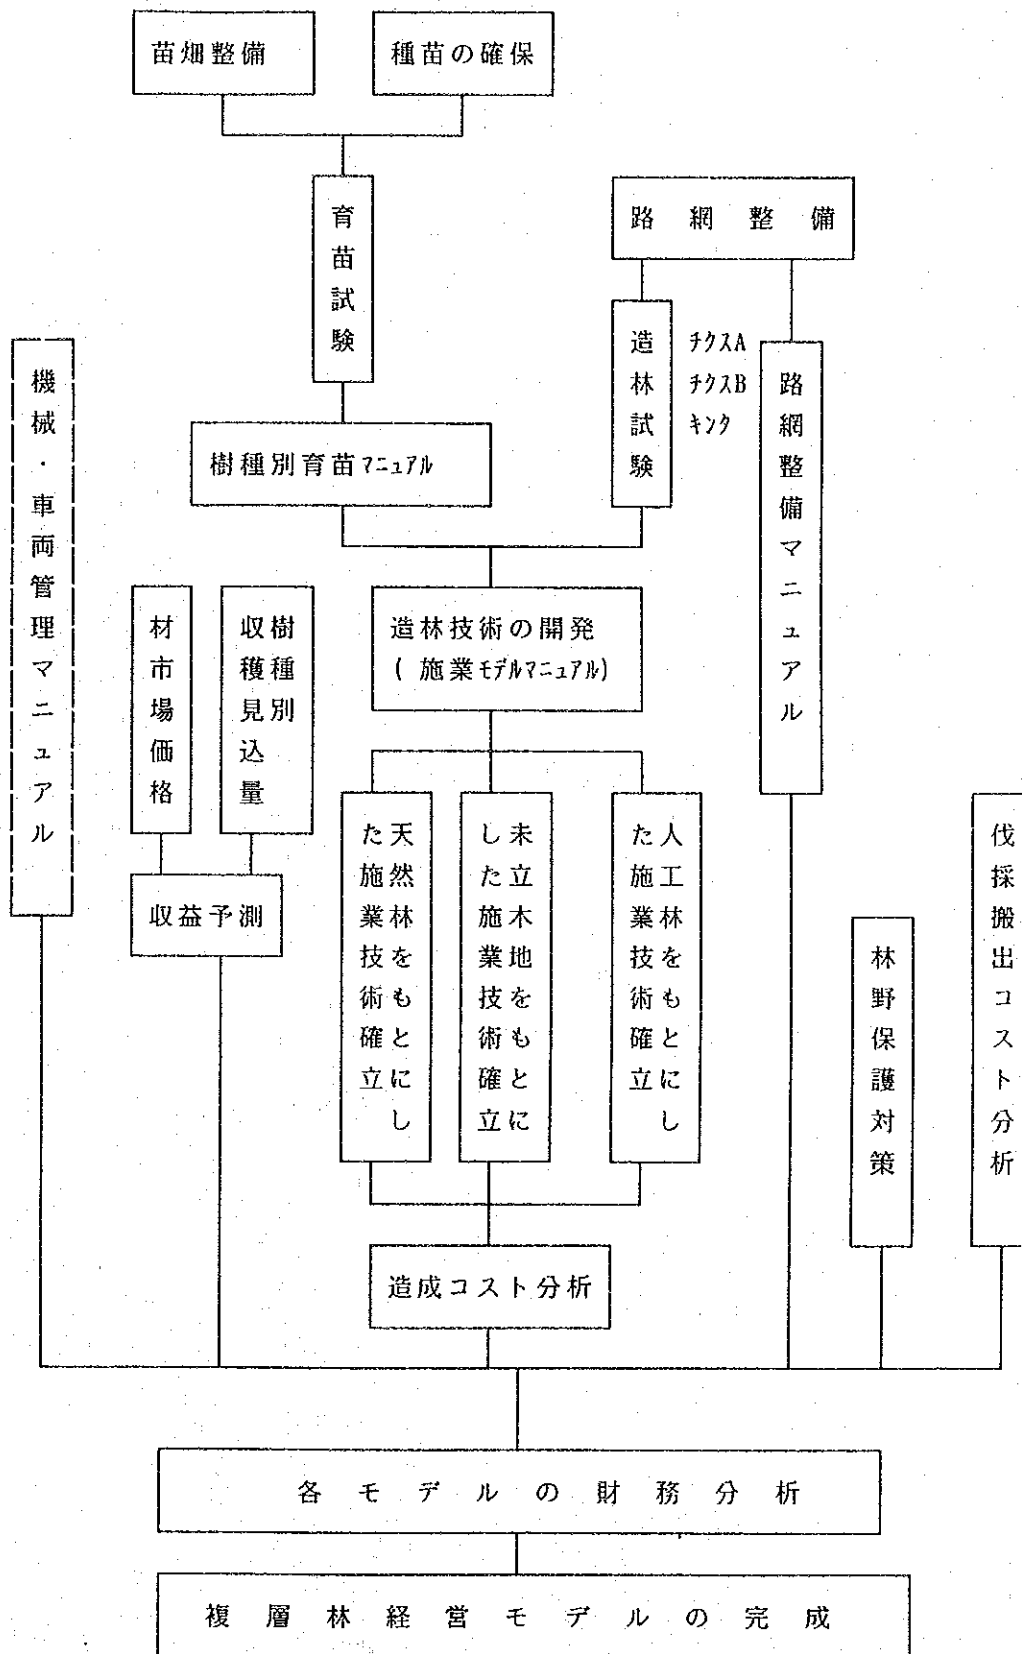 苗畑整備
種苗の確保
育苗試験
路網整備
造林試験
チクスA
チクスB
キンタ
機械・車両管理マニュアル
路網整備マニュアル
樹種別育苗マニュアル
材市場価格
樹種別
収穫見込量
造林技術の開発
(施業モデルマニュアル)
収益予測
天然林をもとにし
た施業技術確立
未立木地をもとに
した施業技術確立
人工林をもとにし
た施業技術確立
林野保護対策
伐採搬出コスト分析
造成コスト分析
各モデルの財務分析
複層林経営モデルの完成